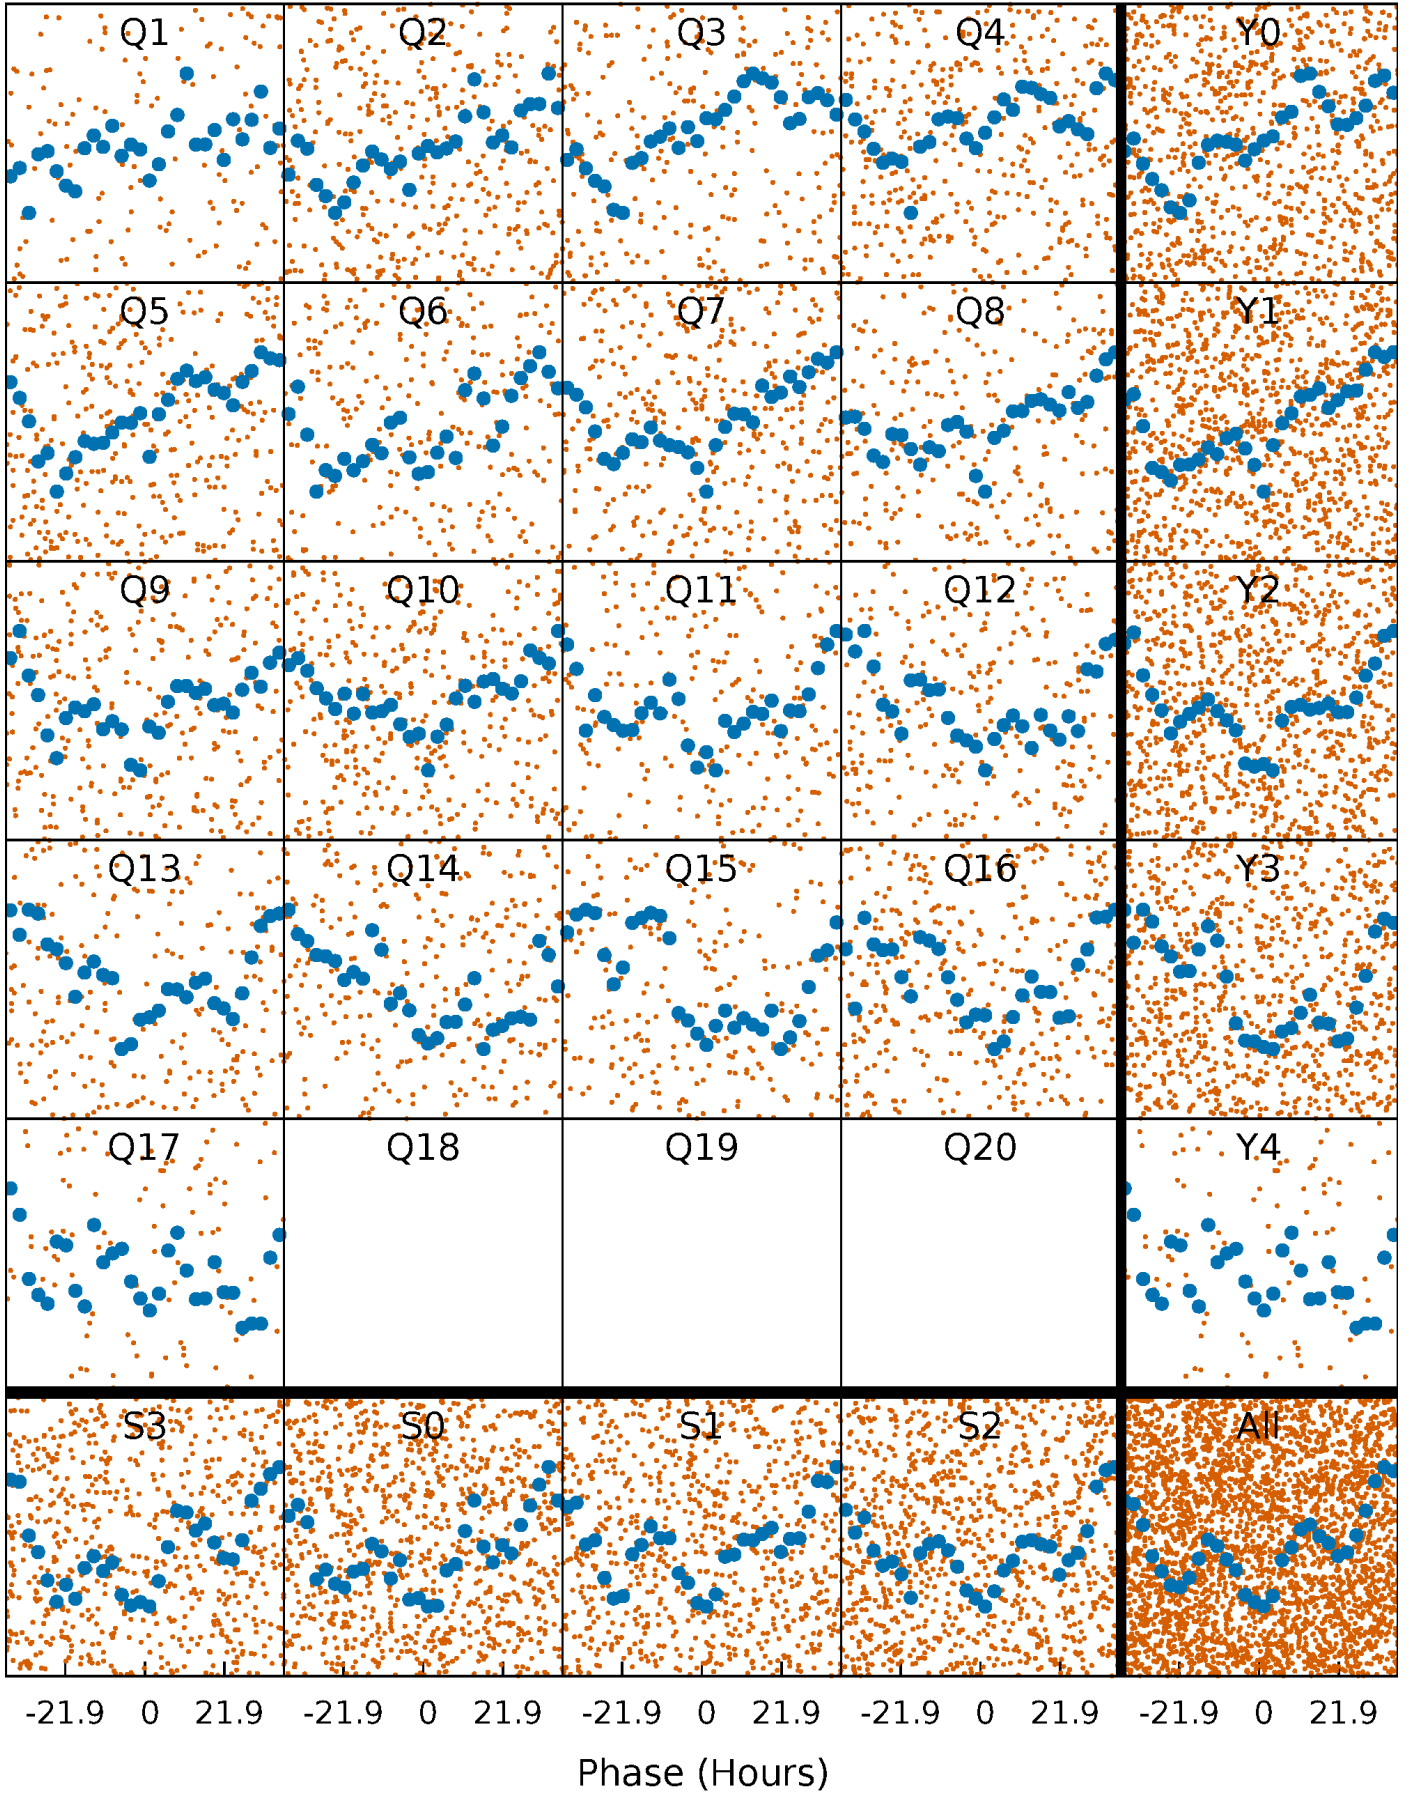 Q1 Q2 Q3 Q4 Y0
Q5 Q6 Q7 Q8 Y1
Q9 Q10 Q11 Q12 Y2
Q13 Q14 Q15 Q16 Y3
Q17 Q18 Q19 Q20 Y4
S3 S0 S1 S2 All
-21.9 0 21.9 -21.9 0 21.9 -21.9 0 21.9 -21.9 0 21.9 -21.9 0 21.9
Phase (Hours)